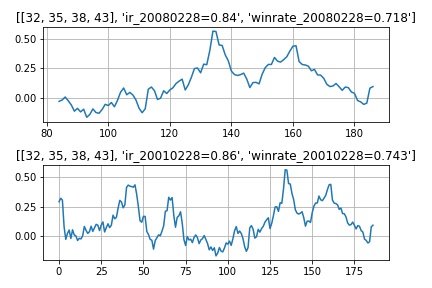 [[32, 35, 38, 43], 'ir_20080228=0.84', 'winrate_20080228=0.718']
0.50
0.25
0.00
80 100 120 140 160 180
[[32, 35, 38, 43], 'ir_20010228=0.86', 'winrate_20010228=0.743']
0.50
0.25
0.00
0 25 50 75 100 125 150 175